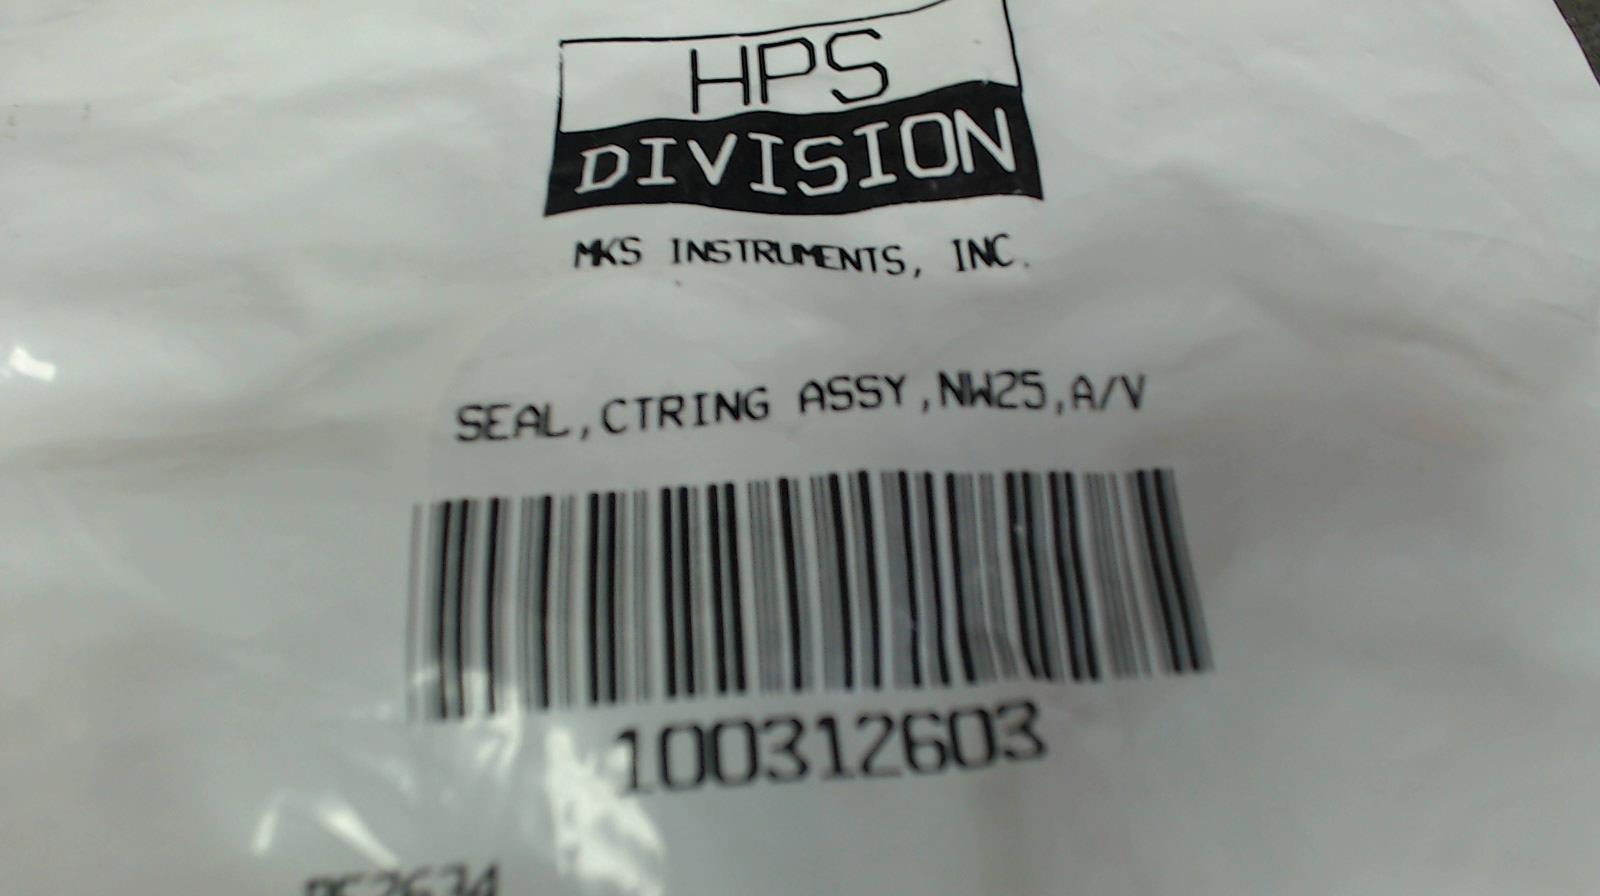 HPS
DIVISION
MKS INSTRUMENTS, INC.
SEAL,CTRING ASSY,NW25,A/V
100312603